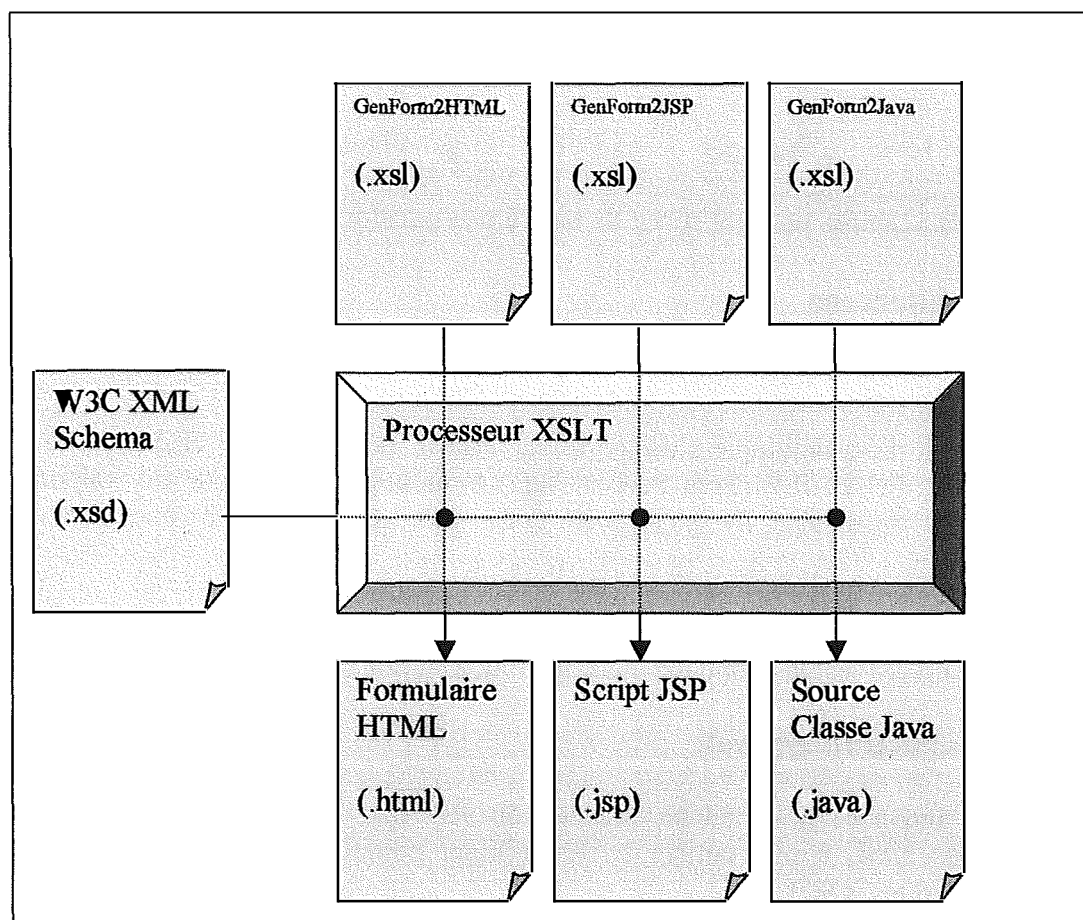 GenForm2HTML
(.xsl)
GenForm2JSP
(.xsl)
GenForm2Java
(.xsl)
W3C XML
Schema
(.xsd)
Processeur XSLT
Formulaire
HTML
(.html)
Script JSP
(.jsp)
Source
Classe Java
(.java)